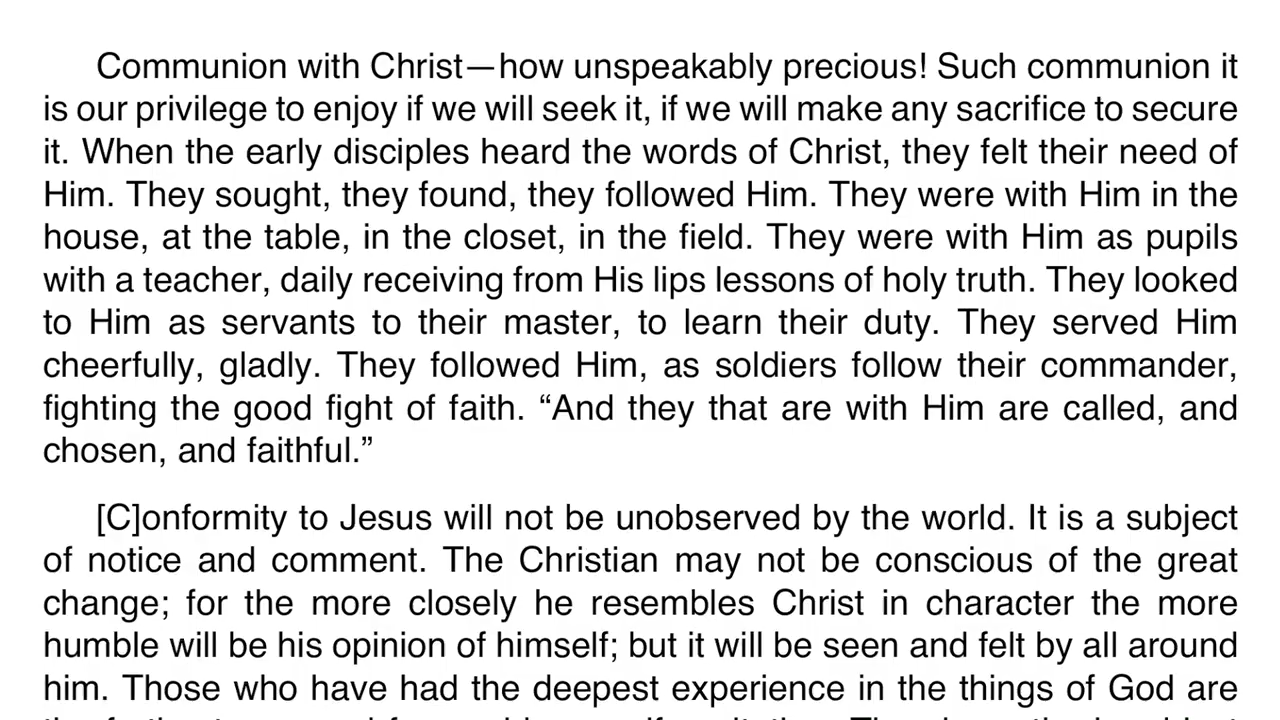 Communion with Christ—how unspeakably precious! Such communion it
is our privilege to enjoy if we will seek it, if we will make any sacrifice to secure
it. When the early disciples heard the words of Christ, they felt their need of
Him. They sought, they found, they followed Him. They were with Him in the
house, at the table, in the closet, in the field. They were with Him as pupils
with a teacher, daily receiving from His lips lessons of holy truth. They looked
to Him as servants to their master, to learn their duty. They served Him
cheerfully, gladly. They followed Him, as soldiers follow their commander,
fighting the good fight of faith. “And they that are with Him are called, and
chosen, and faithful.”
[C]onformity to Jesus will not be unobserved by the world. It is a subject
of notice and comment. The Christian may not be conscious of the great
change; for the more closely he resembles Christ in character the more
humble will be his opinion of himself; but it will be seen and felt by all around
him. Those who have had the deepest experience in the things of God are